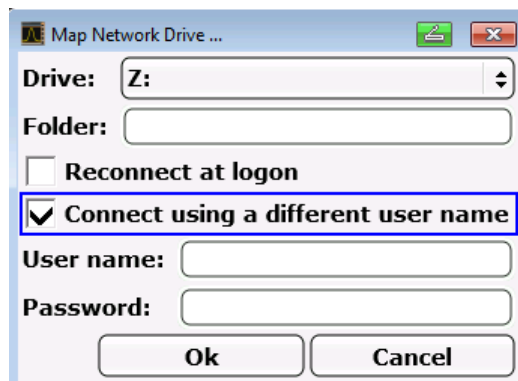 Map Network Drive ...
Drive: Z:
Folder:
Reconnect at logon
Connect using a different user name
User name:
Password:
Ok Cancel